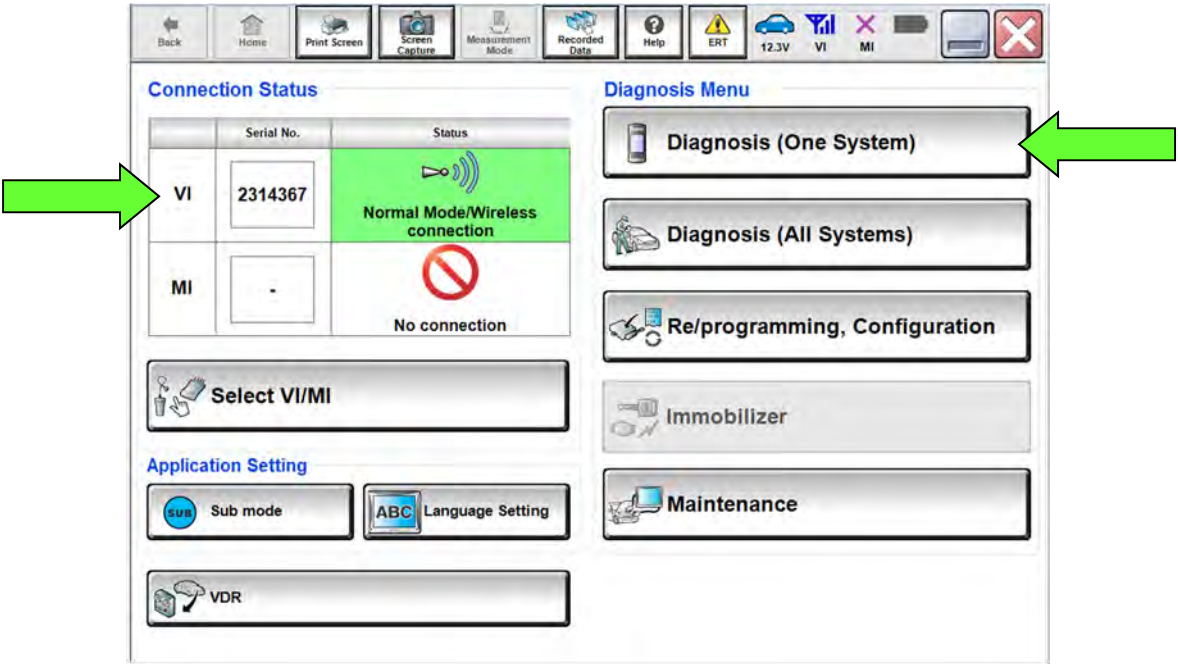 Back
Home
Print Screen
Screen
Capture
Measurement
Mode
Recorded
Data
Help
ERT
12.3V
VI
MI
Connection Status
Serial No.
Status
VI
2314367
Normal Mode/Wireless
connection
MI
-
No connection
Select VI/MI
Application Setting
SUB
Sub mode
ABC
Language Setting
VDR
Diagnosis Menu
Diagnosis (One System)
Diagnosis (All Systems)
Re/programming, Configuration
Immobilizer
Maintenance